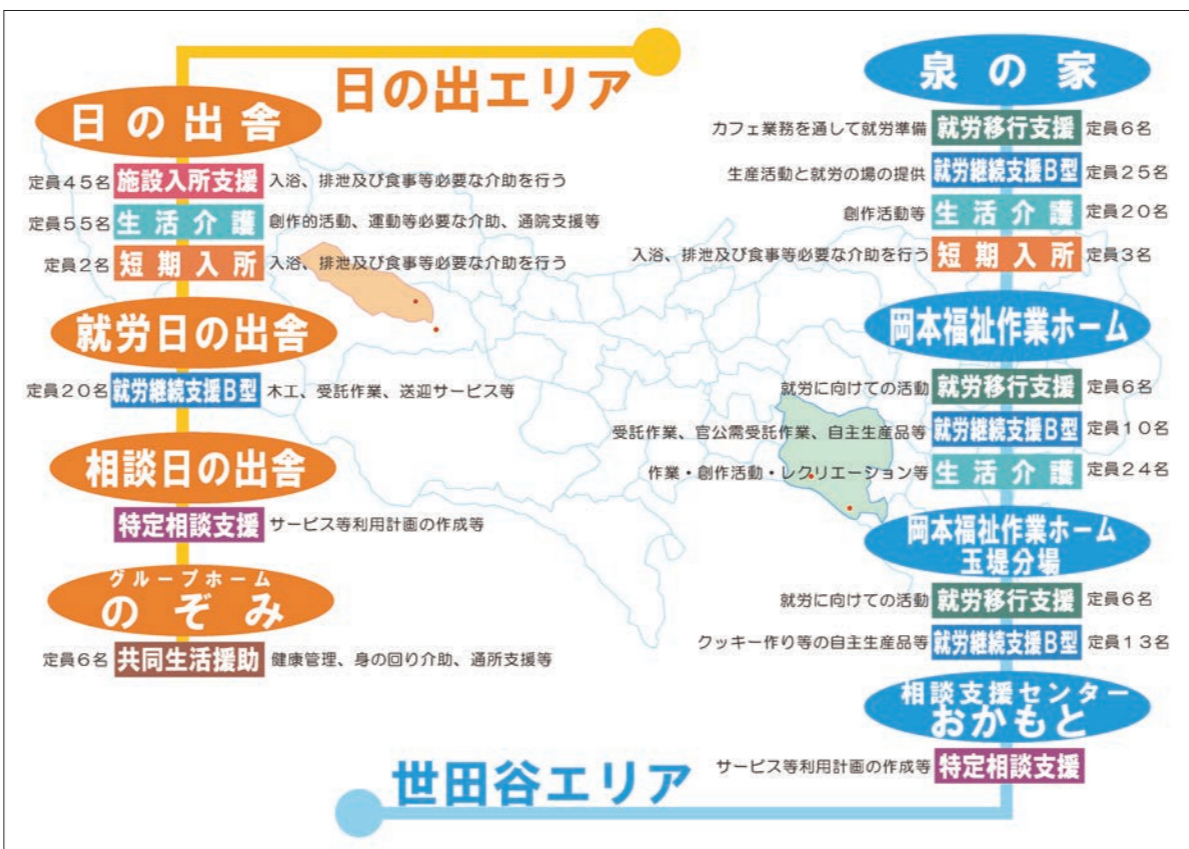 日の出エリア
日の出舎
定員45名 施設入所支援 入浴、排泄及び食事等必要な介助を行う
定員55名 生活介護 創作的活動、運動等必要な介助、通院支援等
定員2名 短期入所 入浴、排泄及び食事等必要な介助を行う
就労日の出舎
定員20名 就労継続支援B型 木工、受託作業、送迎サービス等
相談日の出舎
特定相談支援 サービス等利用計画の作成等
グループホーム
のぞみ
定員6名 共同生活援助 健康管理、身の回り介助、通所支援等
泉の家
カフェ業務を通して就労準備 就労移行支援 定員6名
生産活動と就労の場の提供 就労継続支援B型 定員25名
創作活動等 生活介護 定員20名
入浴、排泄及び食事等必要な介助を行う 短期入所 定員3名
岡本福祉作業ホーム
就労に向けての活動 就労移行支援 定員6名
受託作業、官公需受託作業、自主生産品等 就労継続支援B型 定員10名
作業・創作活動・レクリエーション等 生活介護 定員24名
岡本福祉作業ホーム
玉堤分場
就労に向けての活動 就労移行支援 定員6名
クッキー作り等の自主生産品等 就労継続支援B型 定員13名
相談支援センター
おかもと
サービス等利用計画の作成等 特定相談支援
世田谷エリア